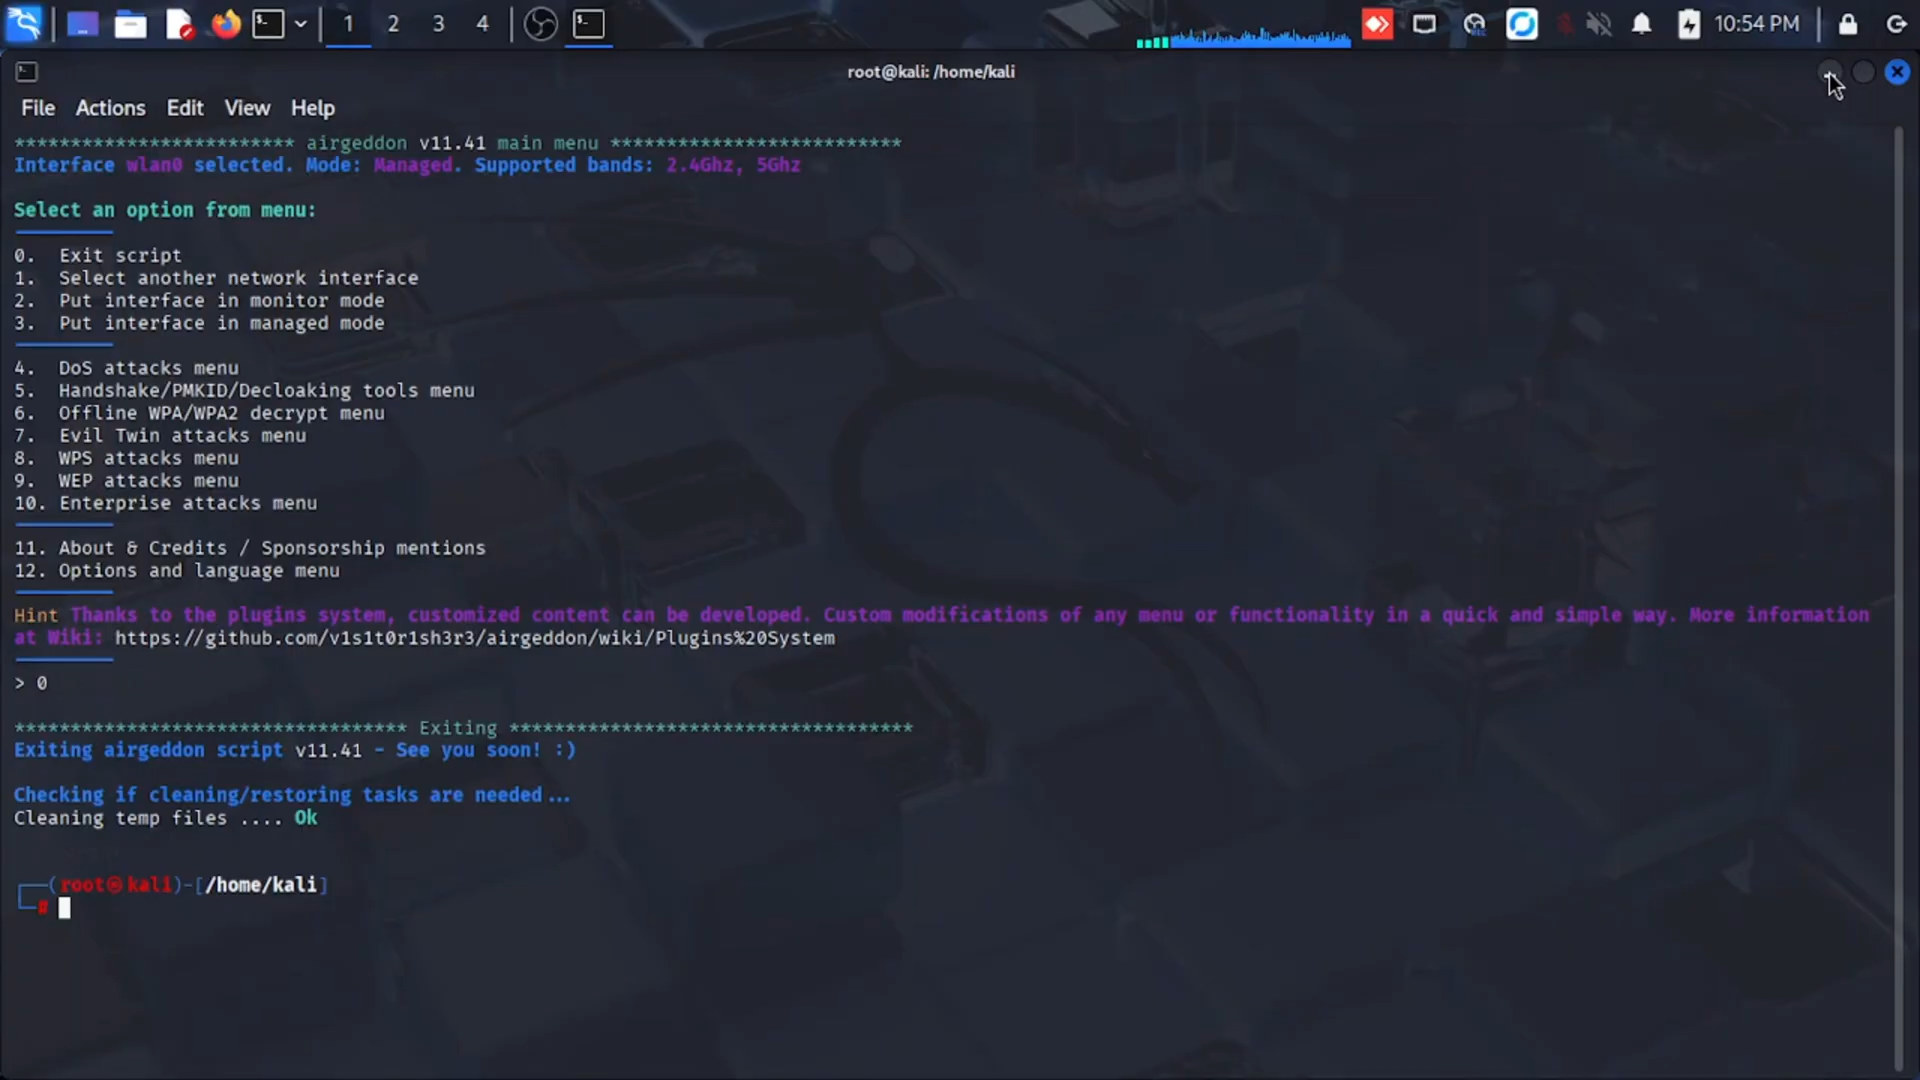 1 2 3 4
10:54 PM
root@kali: /home/kali
File Actions Edit View Help
************************* airgeddon v11.41 main menu **************************
Interface wlan0 selected. Mode: Managed. Supported bands: 2.4Ghz, 5Ghz
Select an option from menu:
0. Exit script
1. Select another network interface
2. Put interface in monitor mode
3. Put interface in managed mode
4. DoS attacks menu
5. Handshake/PMKID/Decloaking tools menu
6. Offline WPA/WPA2 decrypt menu
7. Evil Twin attacks menu
8. WPS attacks menu
9. WEP attacks menu
10. Enterprise attacks menu
11. About & Credits / Sponsorship mentions
12. Options and language menu
Hint Thanks to the plugins system, customized content can be developed. Custom modifications of any menu or functionality in a quick and simple way. More information
at Wiki: https://github.com/v1s1t0r1sh3r3/airgeddon/wiki/Plugins%20System
> 0
*********************************** Exiting ************************************
Exiting airgeddon script v11.41 - See you soon! :)
Checking if cleaning/restoring tasks are needed...
Cleaning temp files .... Ok
┌──(root㉿kali)-[/home/kali]
└─#